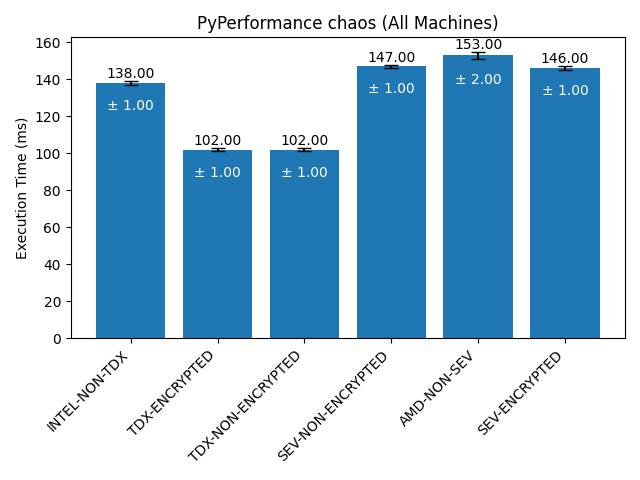 PyPerformance chaos (All Machines)
Execution Time (ms)
160
140
120
100
80
60
40
20
0
138.00
± 1.00
102.00
± 1.00
102.00
± 1.00
147.00
± 1.00
153.00
± 2.00
146.00
± 1.00
INTEL-NON-TDX
TDX-ENCRYPTED
TDX-NON-ENCRYPTED
SEV-NON-ENCRYPTED
AMD-NON-SEV
SEV-ENCRYPTED